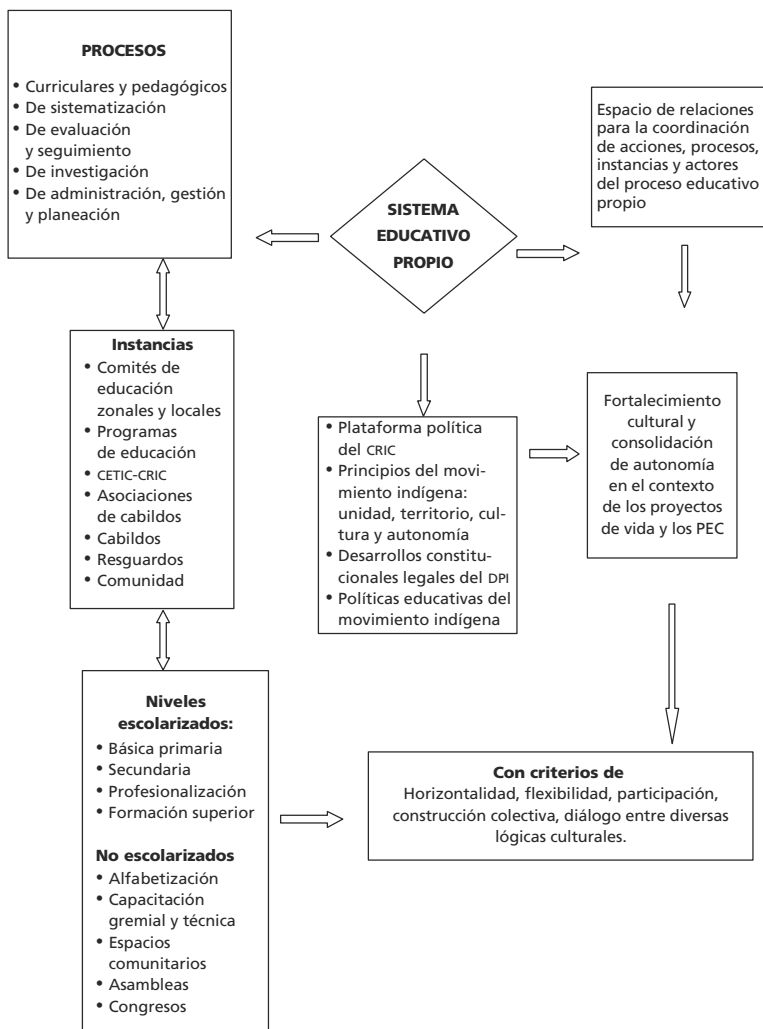 PROCESOS
• Curriculares y pedagógicos
• De sistematización
• De evaluación
y seguimiento
• De investigación
• De administración, gestión
y planeación
SISTEMA
EDUCATIVO
PROPIO
Espacio de relaciones
para la coordinación
de acciones, procesos,
instancias y actores
del proceso educativo
propio
Instancias
• Comités de
educación
zonales y locales
• Programas
de educación
• CETIC-CRIC
• Asociaciones
de cabildos
• Cabildos
• Resguardos
• Comunidad
• Plataforma política
del CRIC
• Principios del movi-
miento indígena:
unidad, territorio, cul-
tura y autonomía
• Desarrollos constitu-
cionales legales del DPI
• Políticas educativas del
movimiento indígena
Fortalecimiento
cultural y
consolidación
de autonomía
en el contexto
de los proyectos
de vida y los PEC
Niveles
escolarizados:
• Básica primaria
• Secundaria
• Profesionalización
• Formación superior
No escolarizados
• Alfabetización
• Capacitación
gremial y técnica
• Espacios
comunitarios
• Asambleas
• Congresos
Con criterios de
Horizontalidad, flexibilidad, participación,
construcción colectiva, diálogo entre diversas
lógicas culturales.